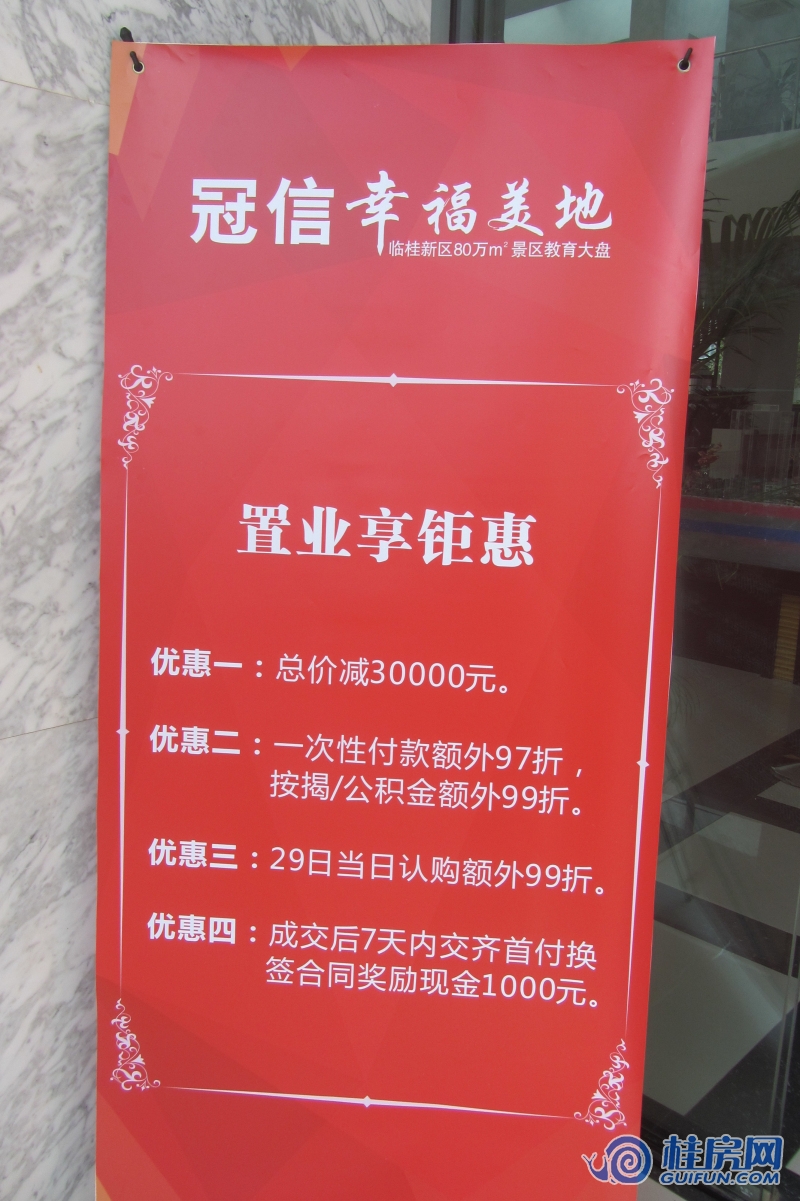 冠信幸福美地
临桂新区80万m²景区教育大盘
置业享钜惠
优惠一：总价减30000元。
优惠二：一次性付款额外97折，
按揭/公积金额外99折。
优惠三：29日当日认购额外99折。
优惠四：成交后7天内交齐首付换
签合同奖励现金1000元。
桂房网
GUIFUN.COM